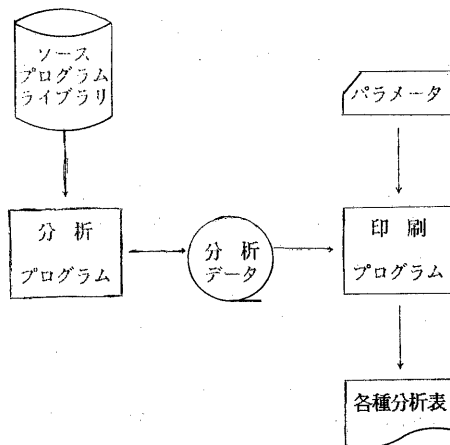 ソース
プログラム
ライブラリ
パラメータ
分析
プログラム
分析
データ
印刷
プログラム
各種分析表